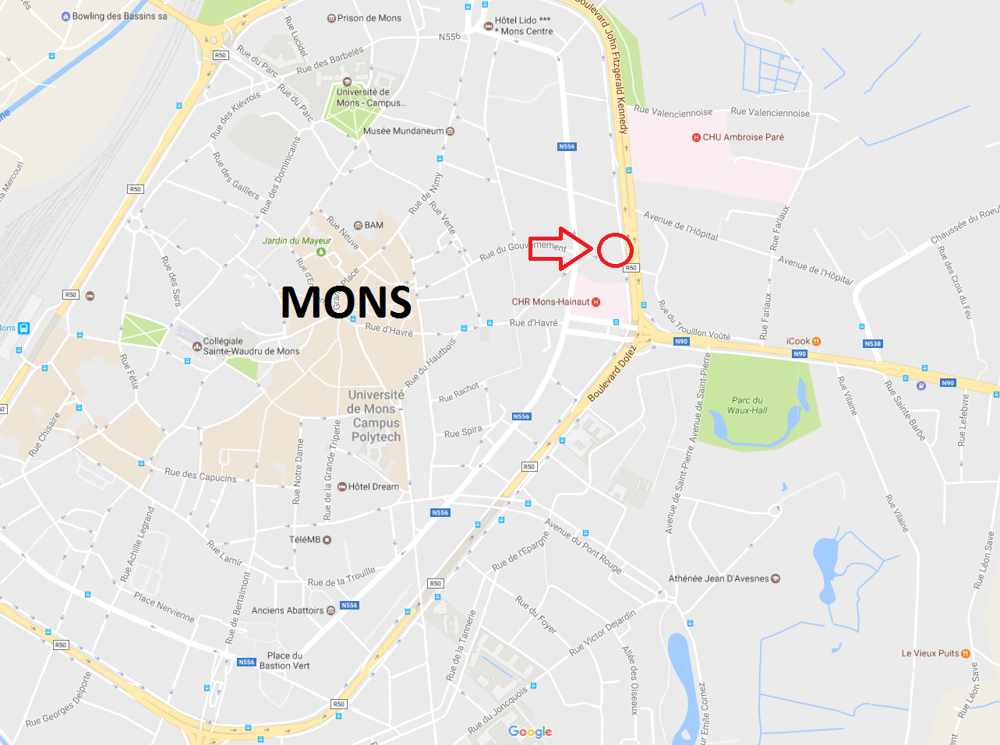 Bowling des Bassins sa
Prison de Mons
Hôtel Lido ***
* Mons Centre
Boulevard John Fitzgerald Kennedy
N556
R50
Rue Lucidel
Rue du Parc
Rue des Barbelés
Université de
Mons - Campus...
Rue du Parc
Rue des Kiévrois
Musée Mundaneum
Rue Valenciennoise
Rue Valenciennoise
CHU Ambroise Paré
N556
Rue des Dominicains
Rue des Gaillers
Rue de Nimy
Rue Verte
R50
a Mercouri
Rue Neuve
BAM
Jardin du Mayeur
Rue du Gouvernement
Avenue de l'Hôpital
Rue Fariaux
Chaussée du Roeul
Avenue de l'Hôpital
R50
Rue des Croix du Feu
Rue des Sars
Rue d'En
Grand Place
MONS
R50
CHR Mons-Hainaut
Rue d'Havré
Rue d'Havré
Rue Fariaux
Rue du Trouillon Voûté
Mons
Collégiale
Sainte-Waudru de Mons
Rue du Hautbois
Boulevard Dolez
N90
iCook
N90
N538
N90
Rue Fétis
Rue Rachot
Université
de Mons -
Campus
Polytech
Avenue de Saint-Pierre
Parc du
Waux-Hall
Rue Vilaine
Rue Sainte-Barbe
Rue Lefebvre
50
Rue Chisaire
N556
Rue Spira
R50
Rue des Capucins
Rue Notre Dame
Rue de la Grande Triperie
Hôtel Dream
Avenue de Saint-Pierre
N556
Rue Vilaine
Rue Achille Legrand
TéléMB
Avenue du Pont Rouge
Rue de l'Epargne
Rue Léon Save
Rue Lamir
Rue de la Trouille
R50
Athénée Jean D'Avesnes
Place Nervienne
Rue de Bertaimont
Anciens Abattoirs
N556
Rue du Foyer
Rue Victor Dejardin
Rue de la Tannerie
R50
N556
Place du
Bastion Vert
Allée des Oiseaux
Le Vieux Puits
Rue Georges Delporte
R50
Rue du Joncquois
ur Emile Cornez
Rue Léon Save
Google